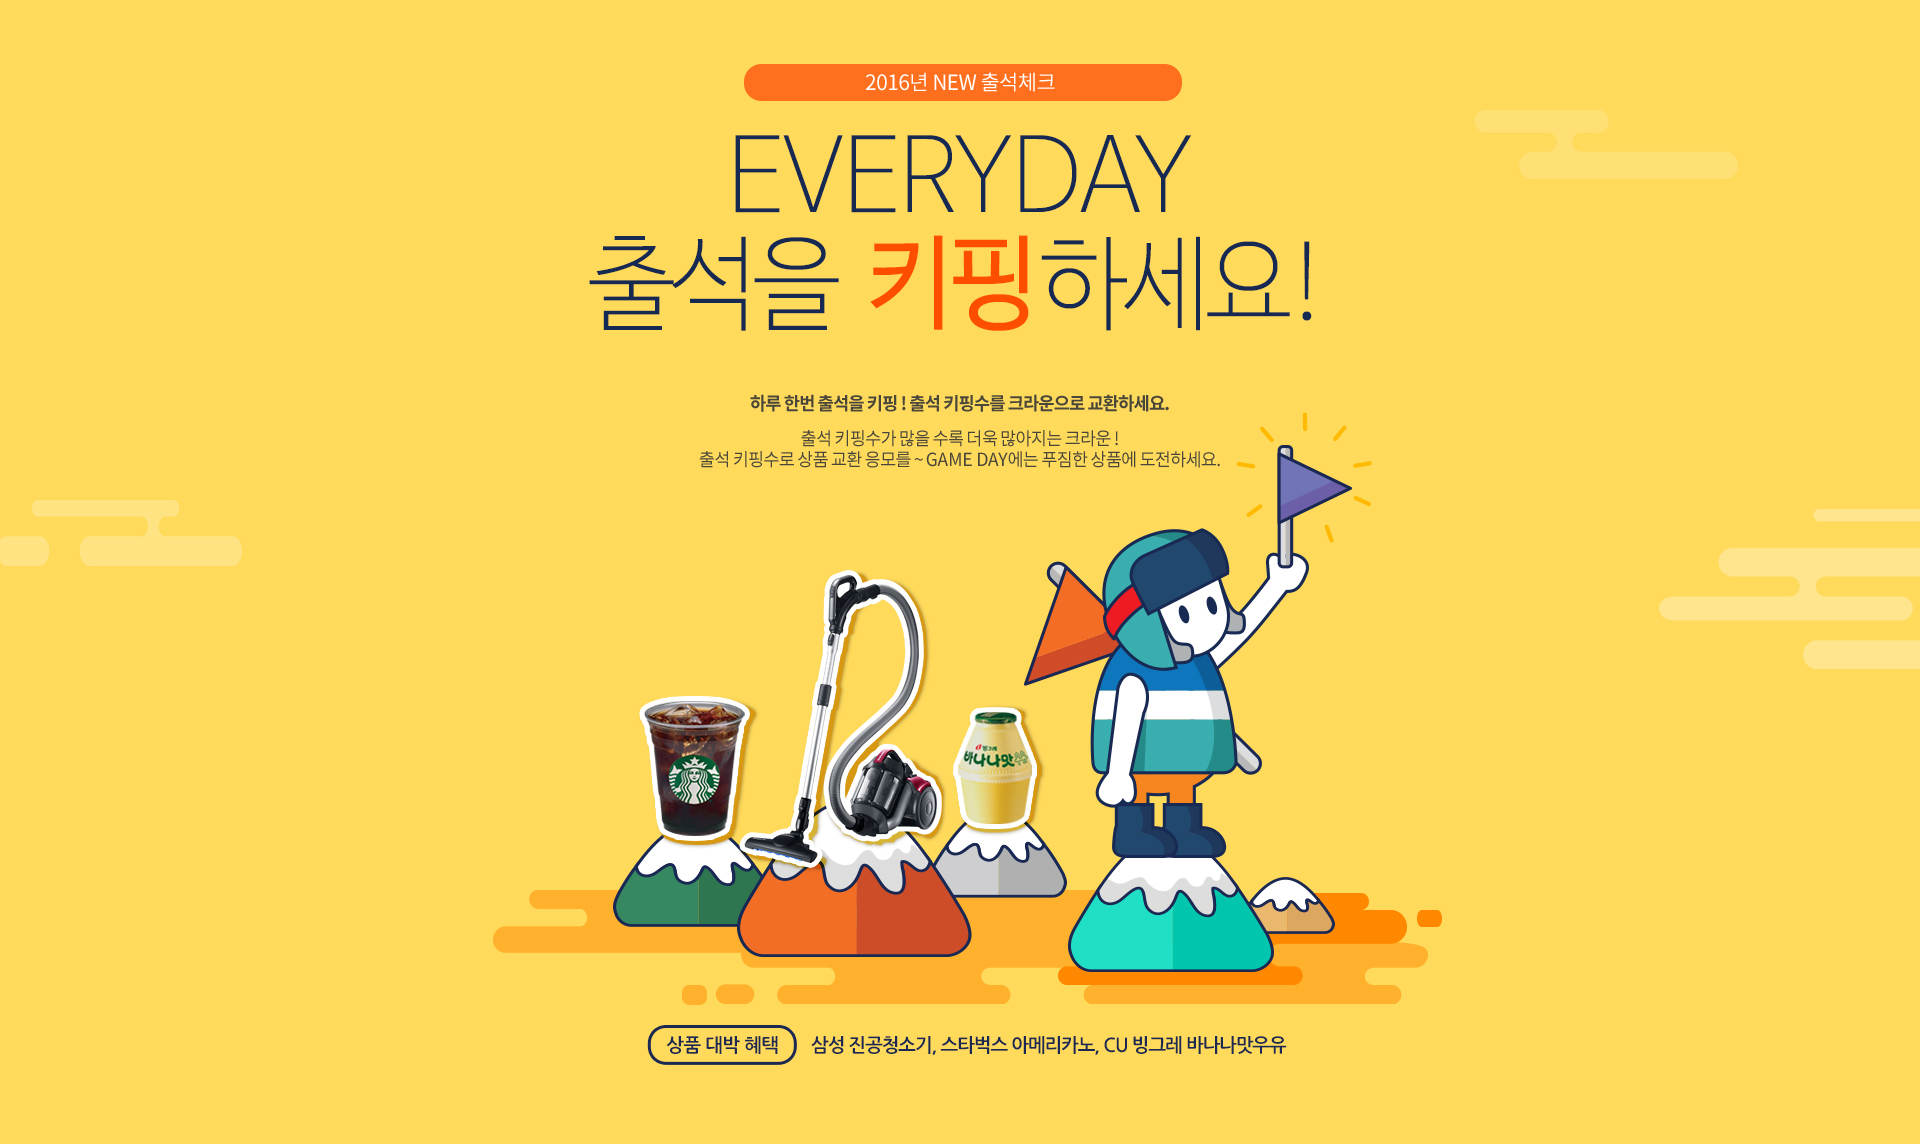 2016년 NEW 출석체크
EVERYDAY
출석을 키핑하세요!
하루 한번 출석을 키핑 ! 출석 키핑수를 크라운으로 교환하세요.
출석 키핑수가 많을 수록 더욱 많아지는 크라운 !
출석 키핑수로 상품 교환 응모를 ~ GAME DAY에는 푸짐한 상품에 도전하세요.
빙그레
바나나맛우유
상품 대박 혜택 삼성 진공청소기, 스타벅스 아메리카노, CU 빙그레 바나나맛우유